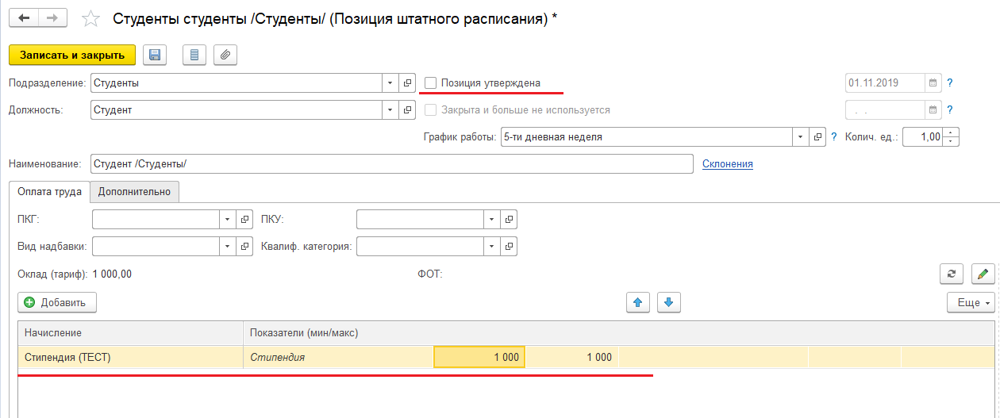 Студенты студенты /Студенты/ (Позиция штатного расписания) *
Записать и закрыть
Подразделение: Студенты Позиция утверждена 01.11.2019 ?
Должность: Студент Закрыта и больше не используется . . ?
График работы: 5-ти дневная неделя ? Колич. ед.: 1,00
Наименование: Студент /Студенты/ Склонения
Оплата труда Дополнительно
ПКГ: ПКУ:
Вид надбавки: Квалиф. категория:
Оклад (тариф): 1 000,00 ФОТ:
Добавить Еще
Начисление Показатели (мин/макс)
Стипендия (ТЕСТ) Стипендия 1 000 1 000